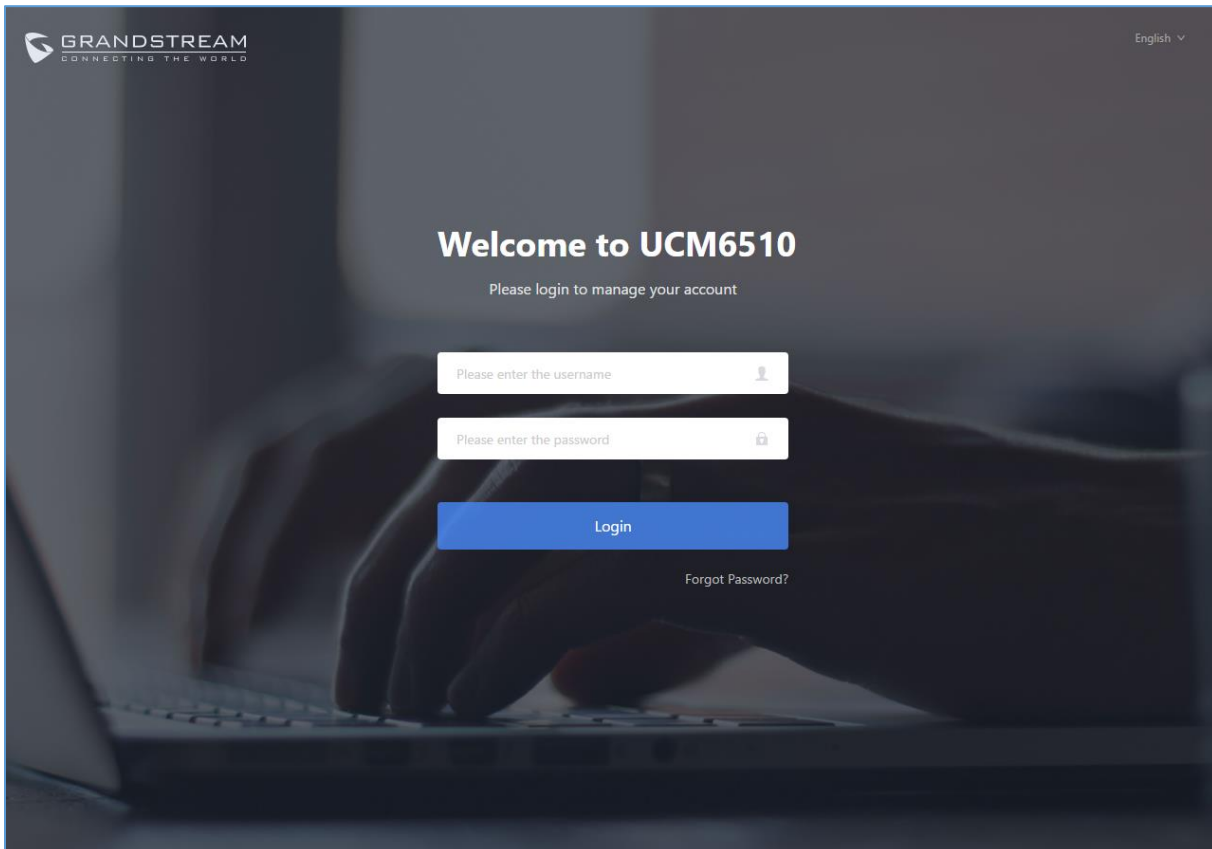 GRANDSTREAM
CONNECTING THE WORLD
English
Welcome to UCM6510
Please login to manage your account
Please enter the username
Please enter the password
Login
Forgot Password?